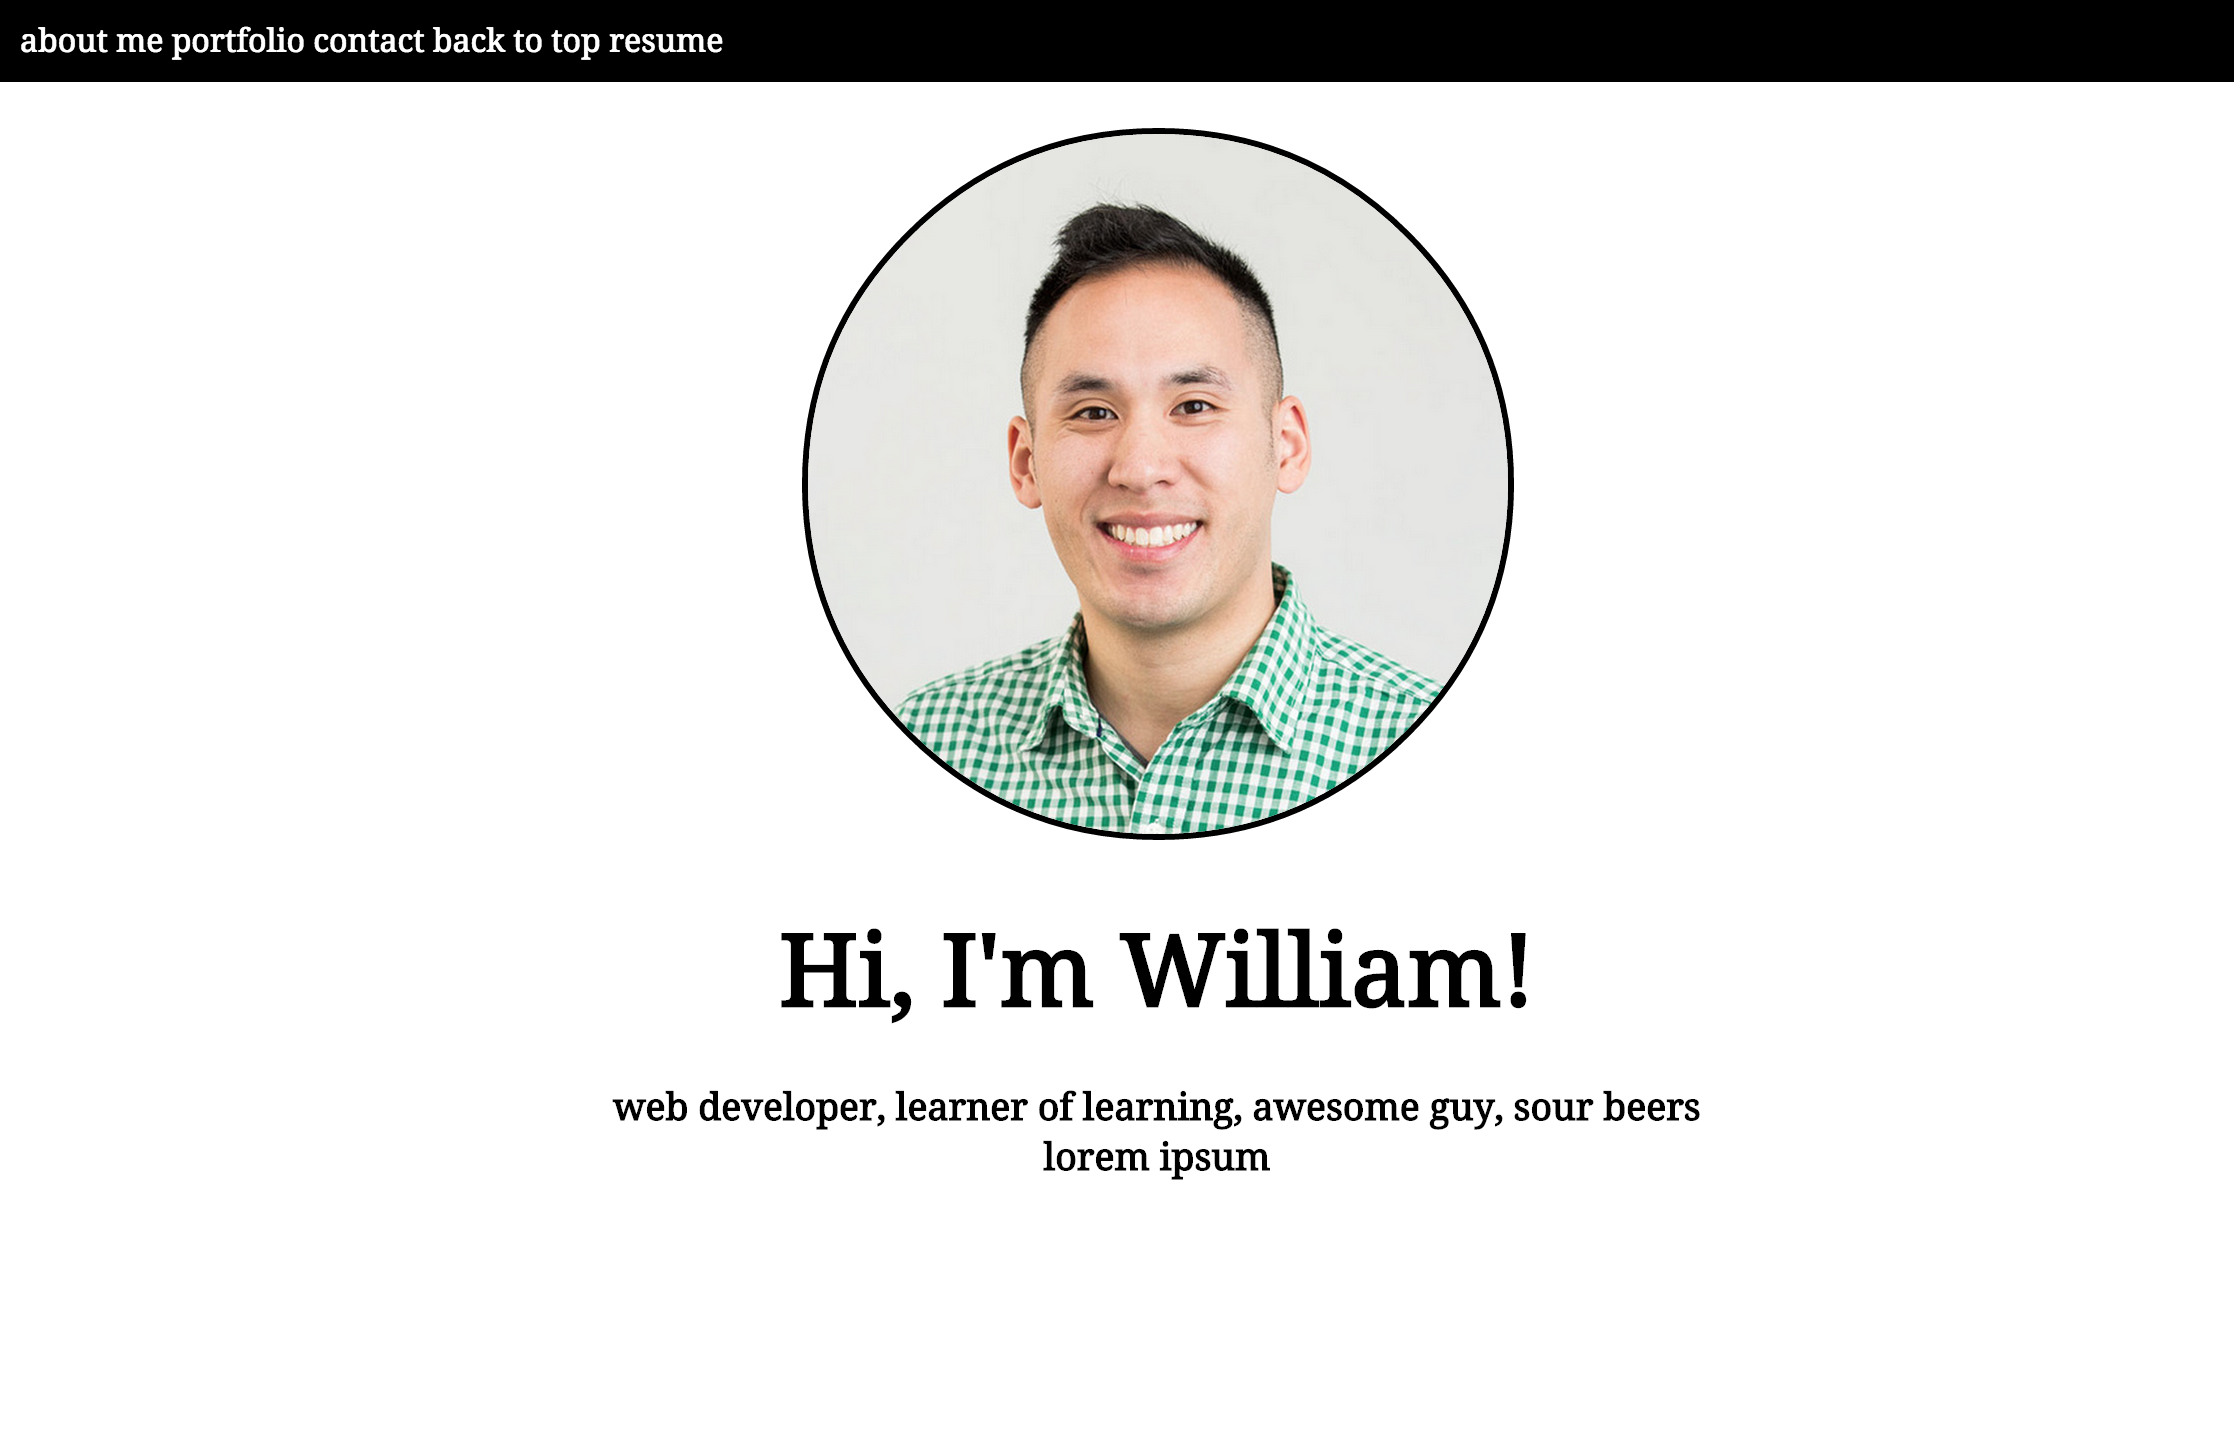 about me portfolio contact back to top resume
Hi, I'm William!
web developer, learner of learning, awesome guy, sour beers
lorem ipsum